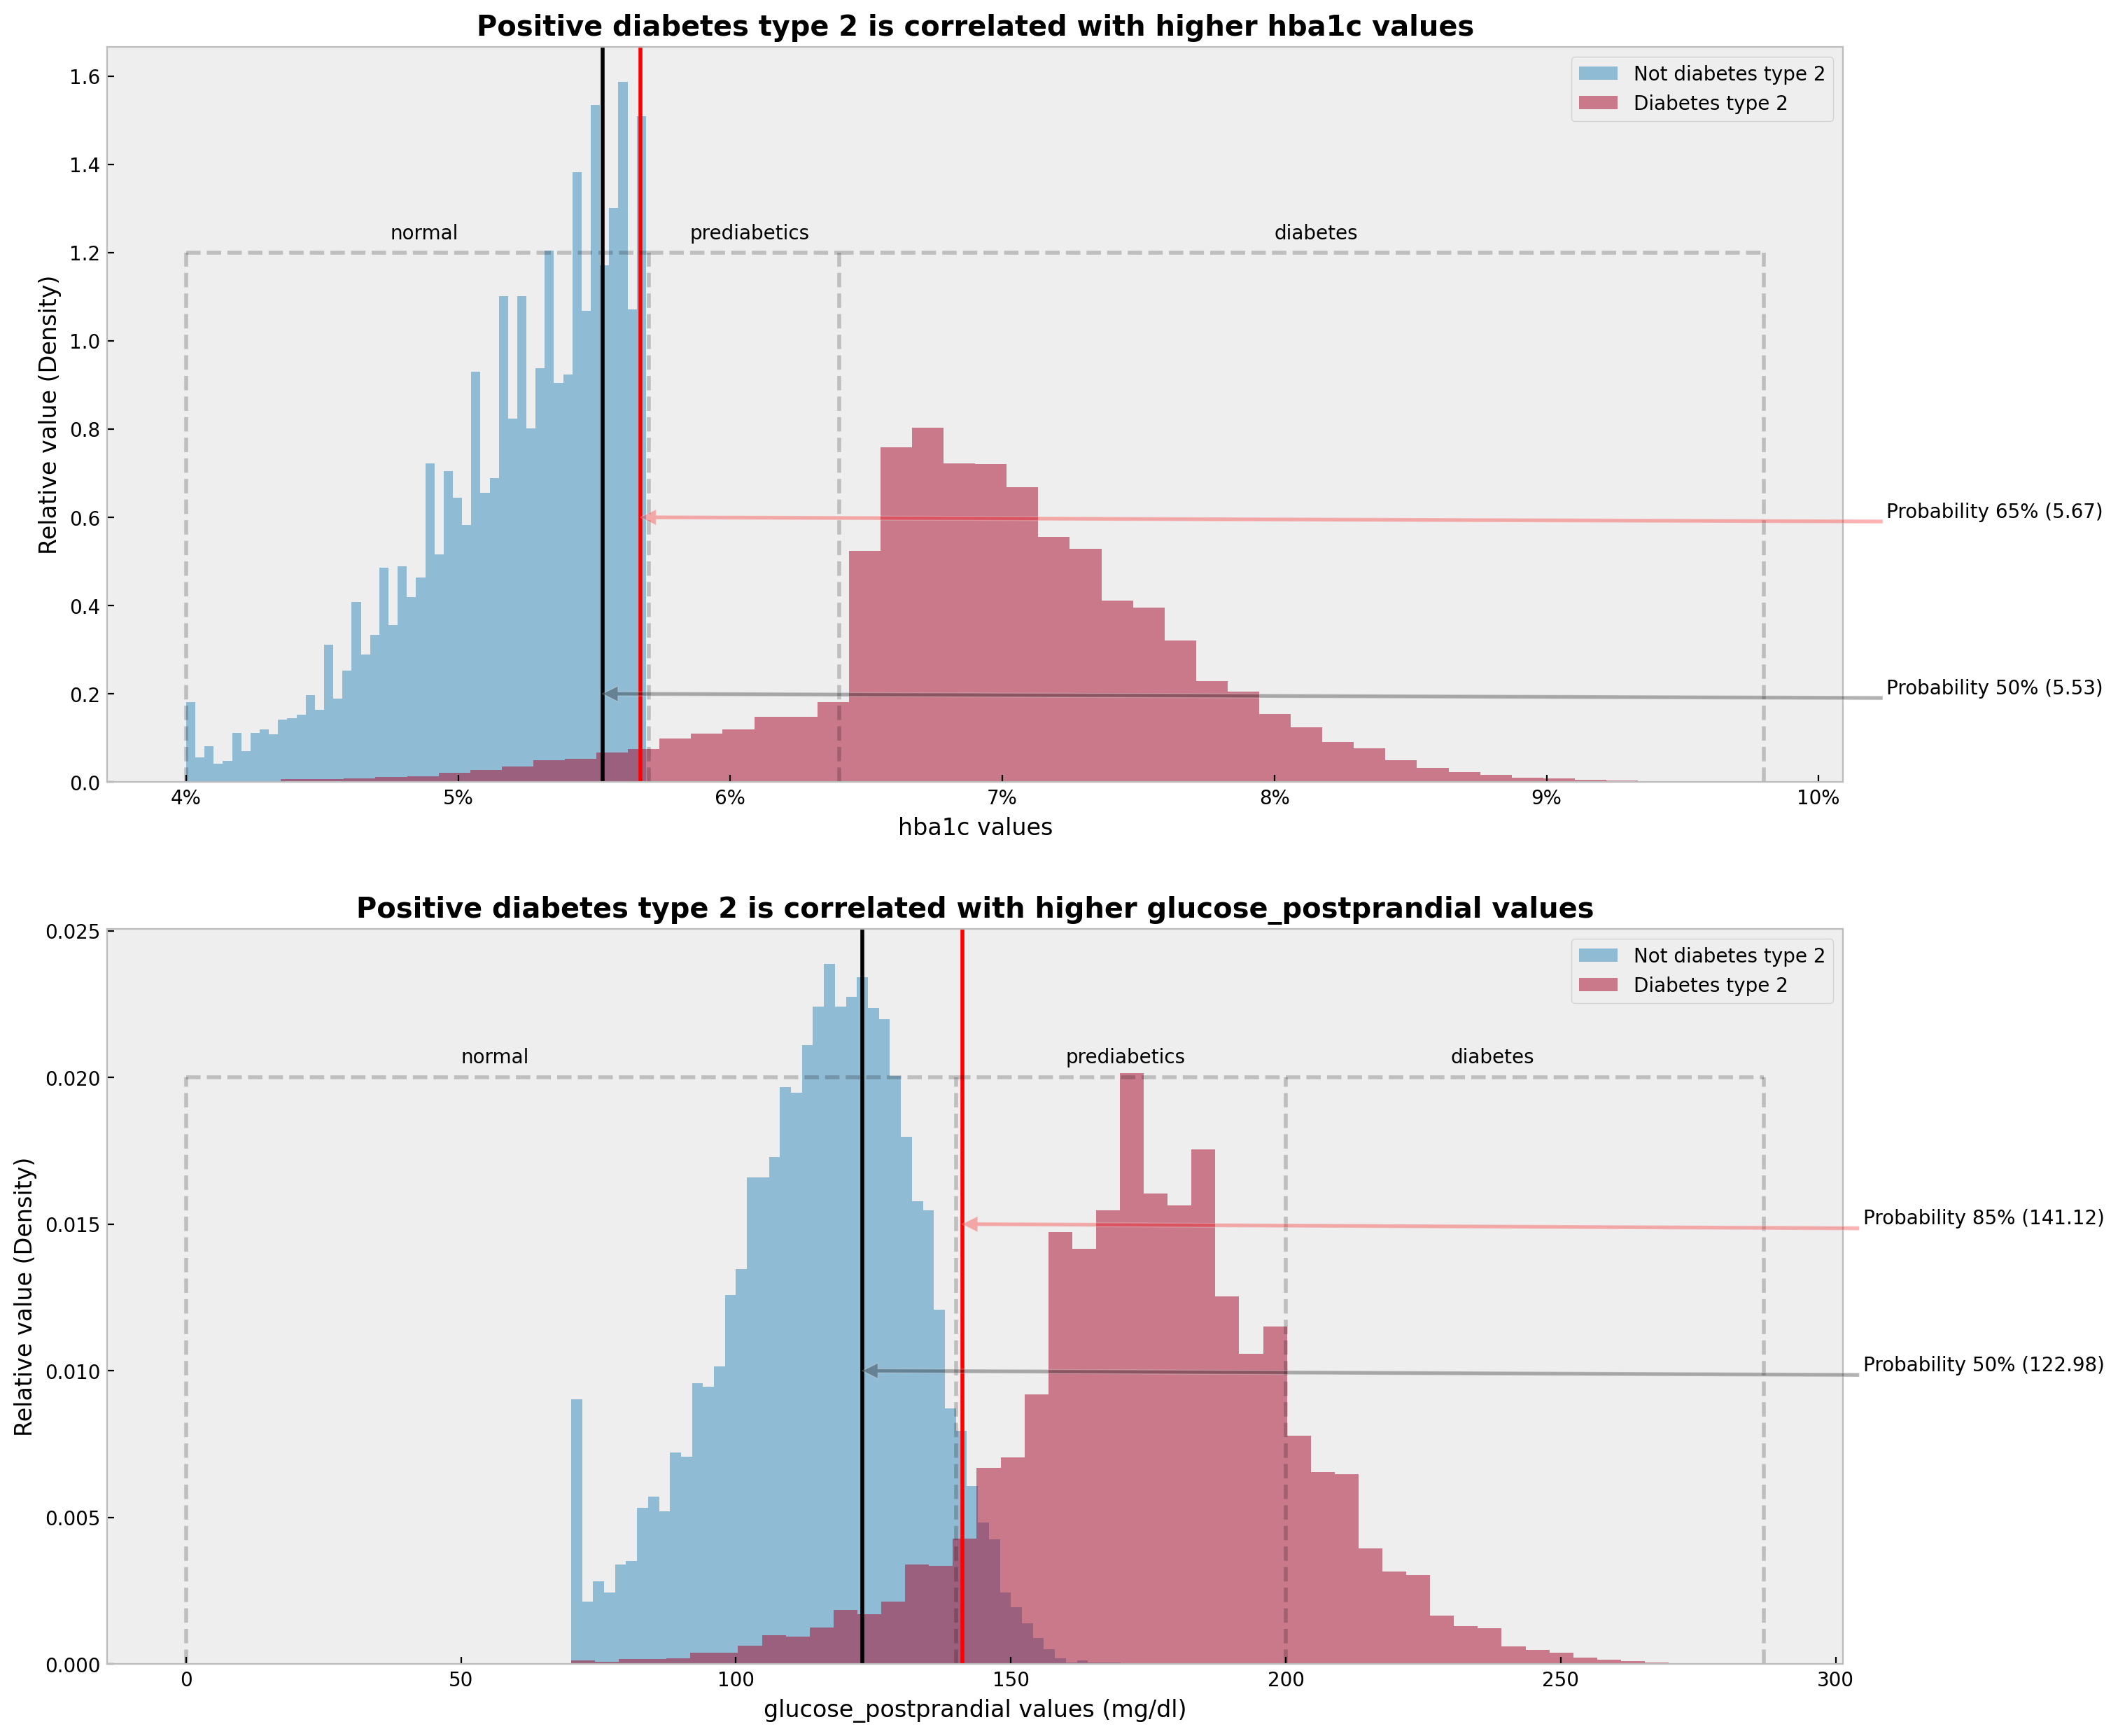 Positive diabetes type 2 is correlated with higher hba1c values
Not diabetes type 2
Diabetes type 2
1.6
1.4
1.2
1.0
0.8
0.6
0.4
0.2
0.0
Relative value (Density)
normal
prediabetics
diabetes
Probability 65% (5.67)
Probability 50% (5.53)
4%
5%
6%
7%
8%
9%
10%
hba1c values
Positive diabetes type 2 is correlated with higher glucose_postprandial values
Not diabetes type 2
Diabetes type 2
0.025
0.020
0.015
0.010
0.005
0.000
Relative value (Density)
normal
prediabetics
diabetes
Probability 85% (141.12)
Probability 50% (122.98)
0
50
100
150
200
250
300
glucose_postprandial values (mg/dl)